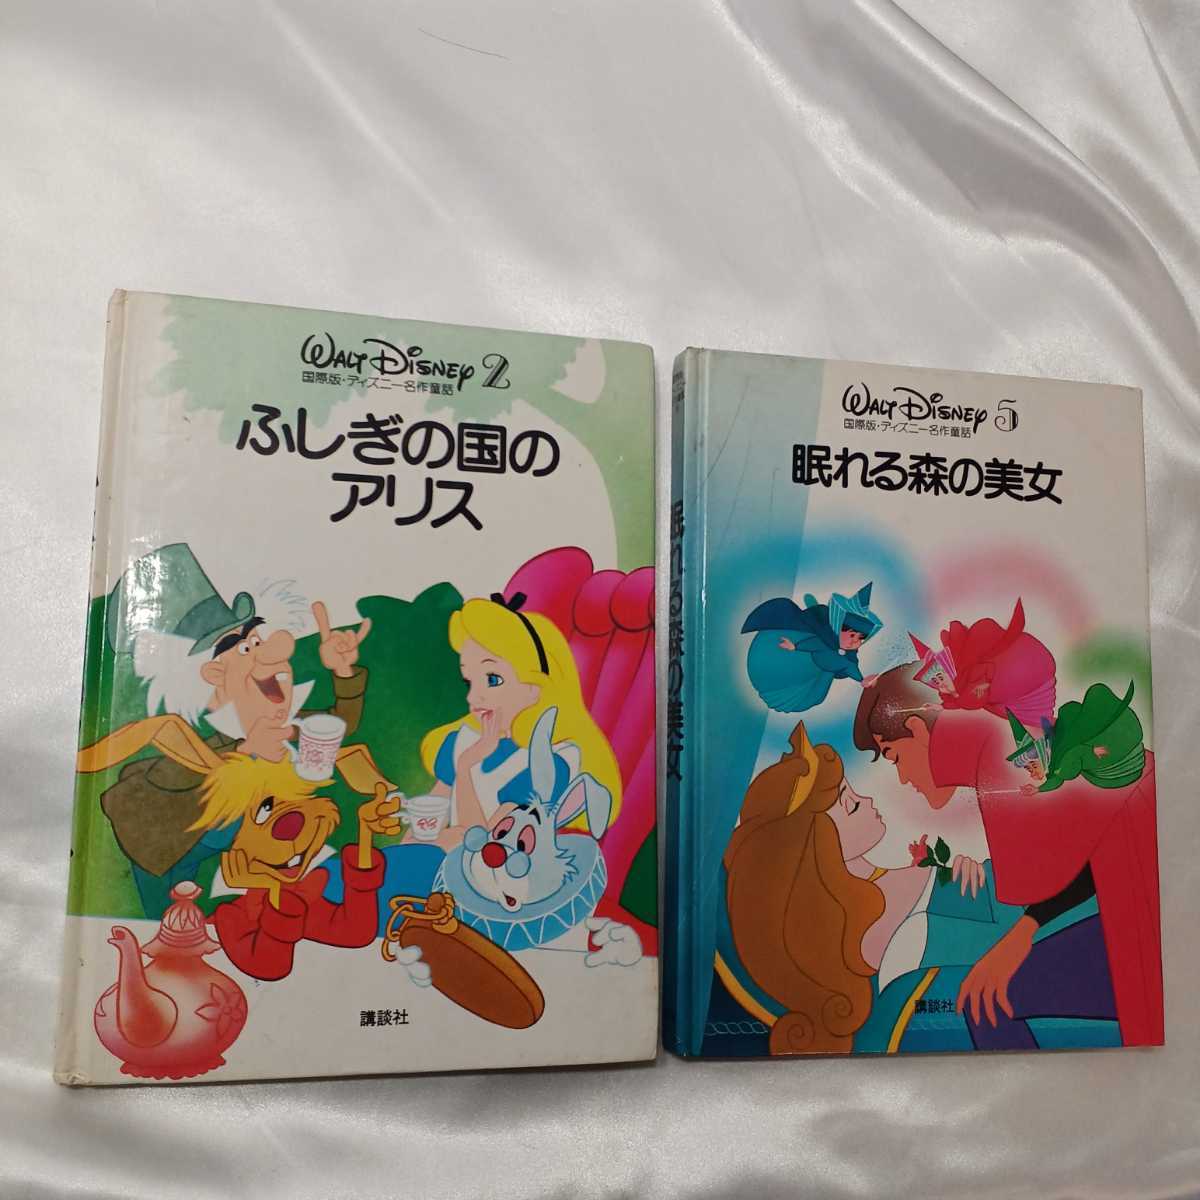 WALT DISNEY 2
国際版・ディズニー名作童話
ふしぎの国の
アリス
講談社
WALT DISNEY 5
国際版・ディズニー名作童話
眠れる森の美女
講談社
眠れる森の美女